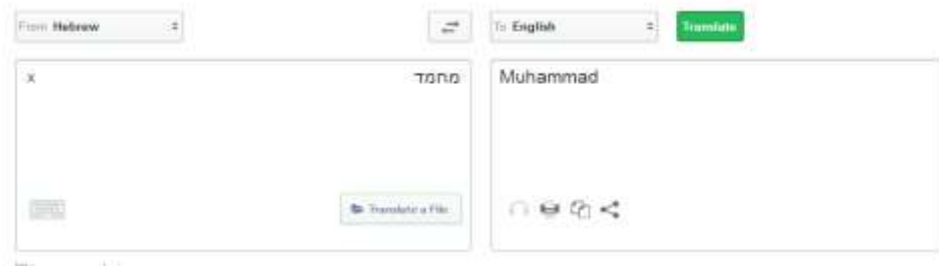 From Hebrew To English Translate
x מחמד Muhammad
Translate a File